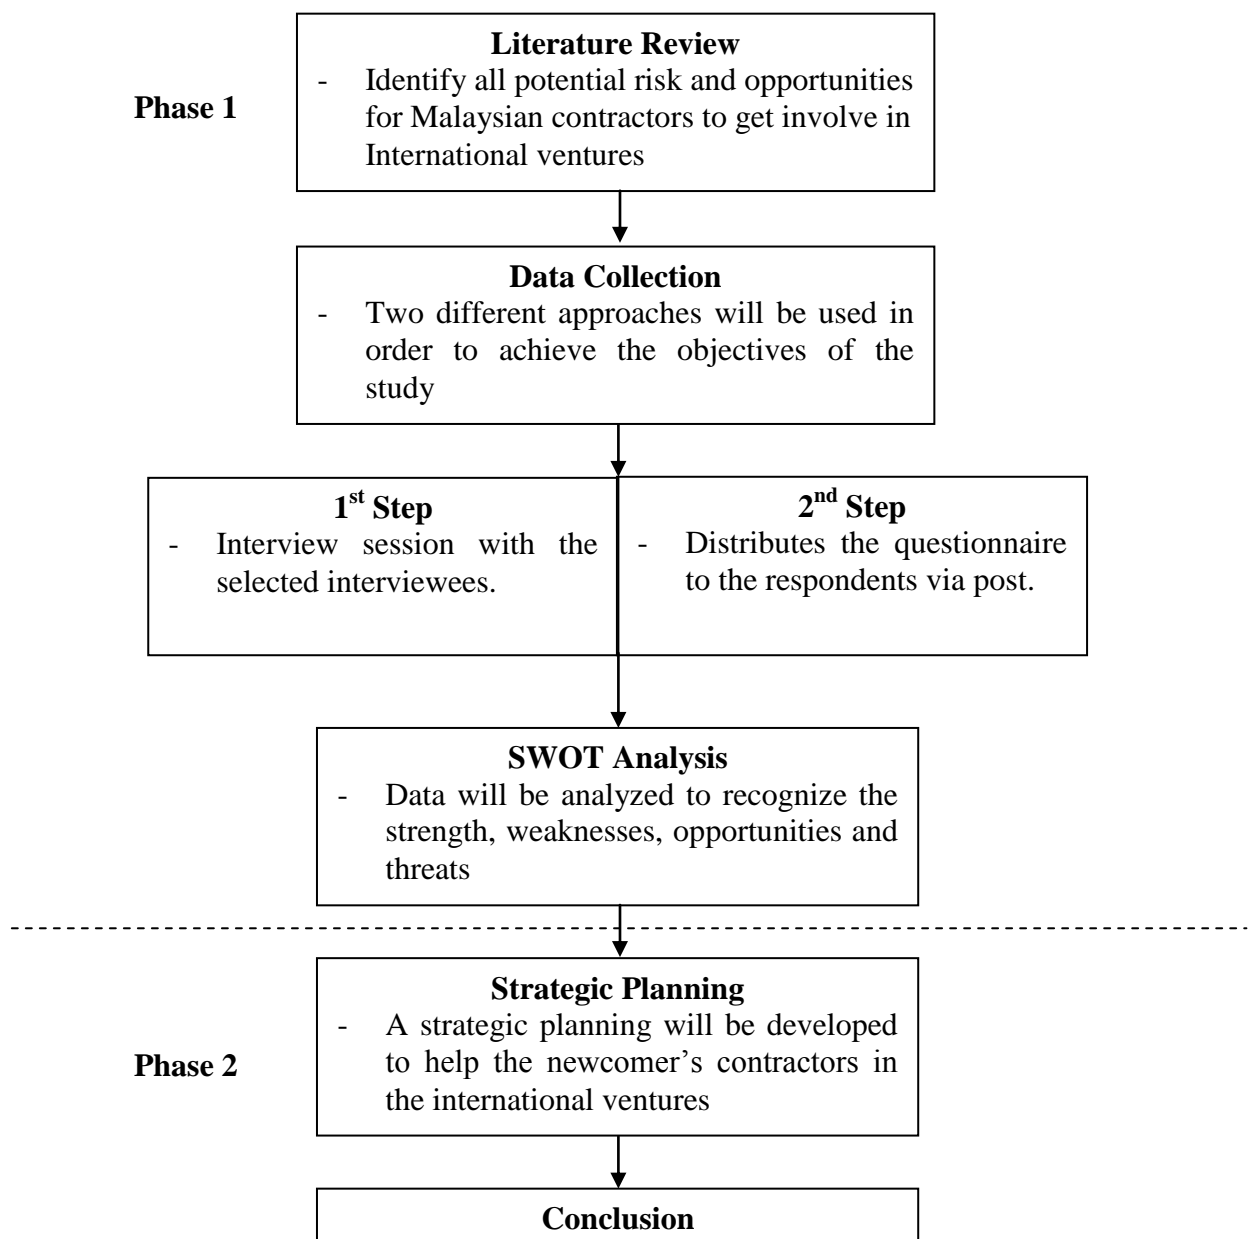 Literature Review
Phase 1
- Identify all potential risk and opportunities
for Malaysian contractors to get involve in
International ventures
Data Collection
- Two different approaches will be used in
order to achieve the objectives of the
study
1st Step
- Interview session with the
selected interviewees.
2nd Step
- Distributes the questionnaire
to the respondents via post.
SWOT Analysis
- Data will be analyzed to recognize the
strength, weaknesses, opportunities and
threats
Strategic Planning
Phase 2
- A strategic planning will be developed
to help the newcomer’s contractors in
the international ventures
Conclusion